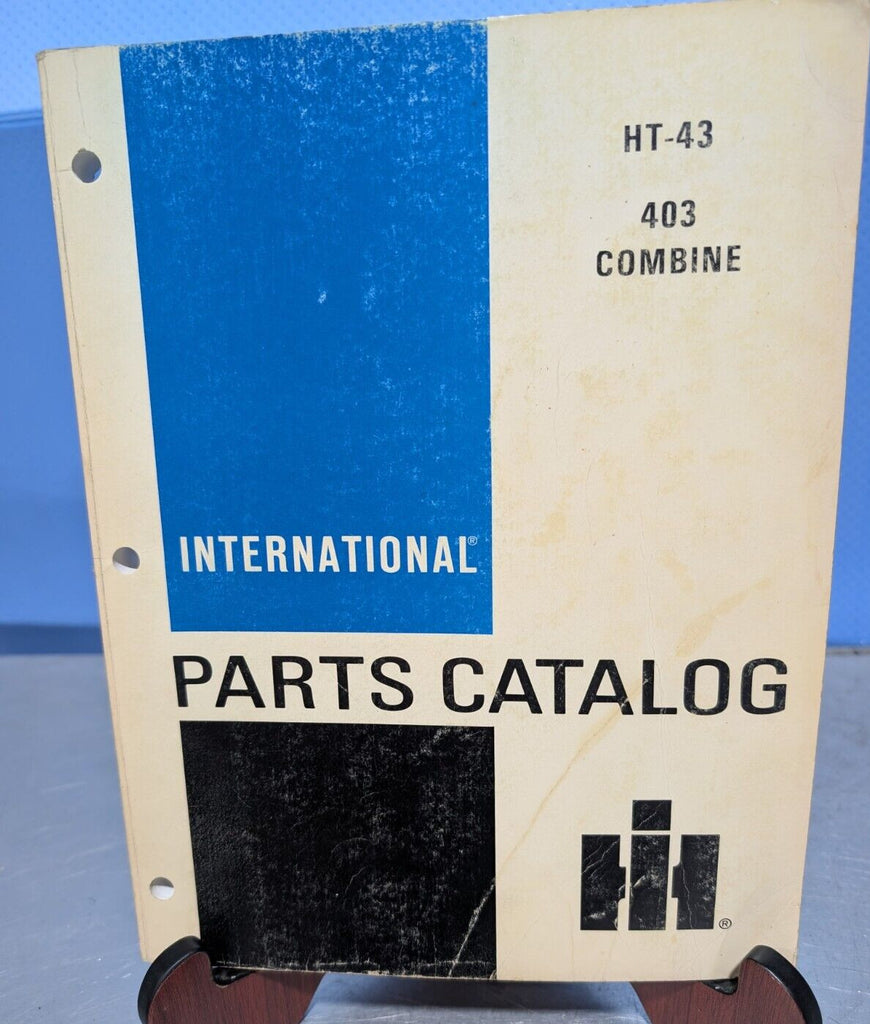 HT-43
403
COMBINE
INTERNATIONAL®
PARTS CATALOG
IH®